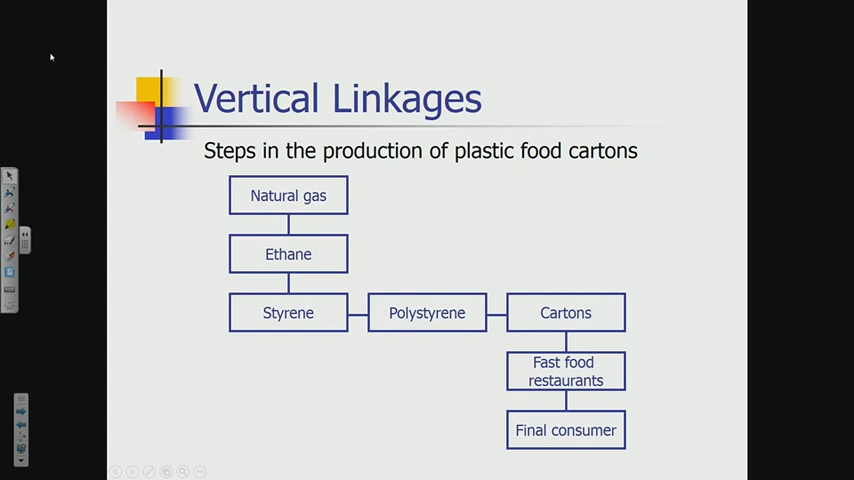 Vertical Linkages
Steps in the production of plastic food cartons
Natural gas
Ethane
Styrene
Polystyrene
Cartons
Fast food
restaurants
Final consumer